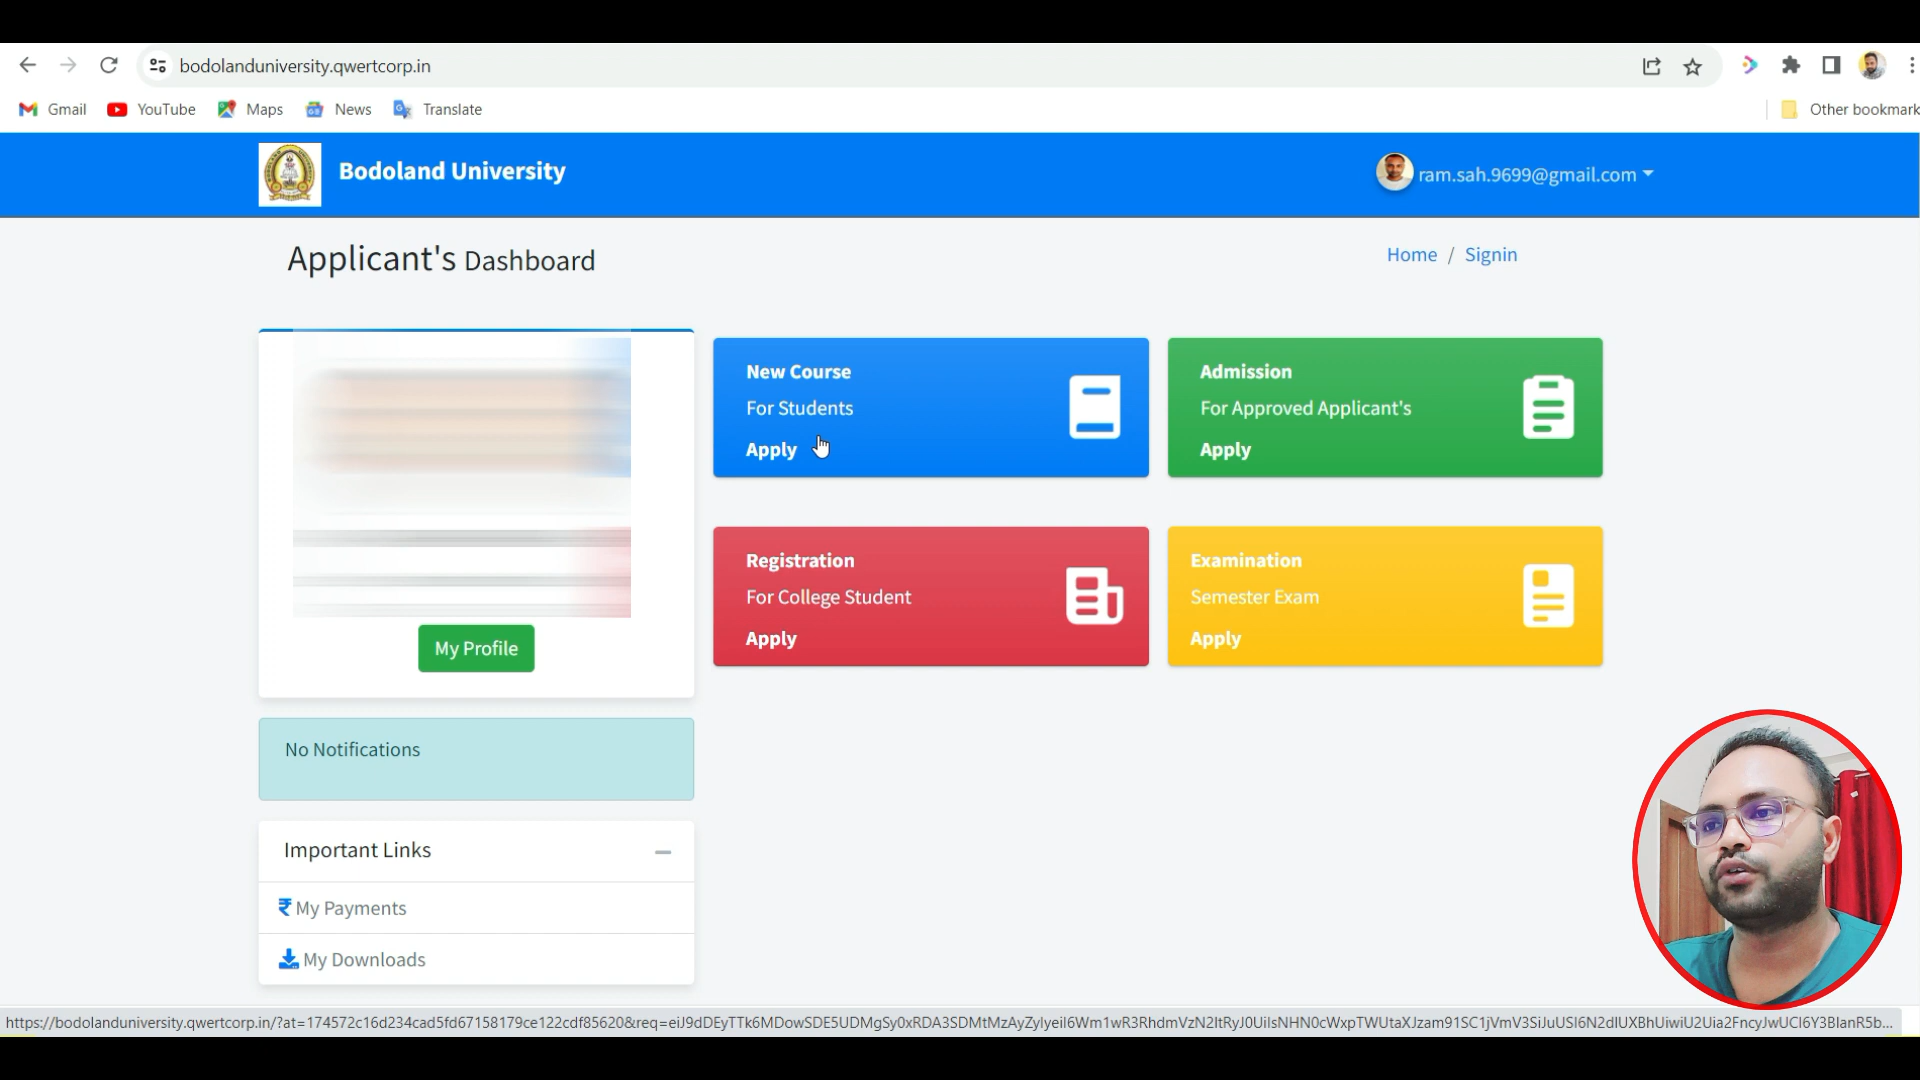 bodolanduniversity.qwertcorp.in
Gmail
YouTube
Maps
News
Translate
Other bookmark
Bodoland University
ram.sah.9699@gmail.com
Applicant's Dashboard
Home / Signin
New Course
For Students
Apply
Admission
For Approved Applicant's
Apply
Registration
For College Student
Apply
Examination
Semester Exam
Apply
My Profile
No Notifications
Important Links
₹ My Payments
My Downloads